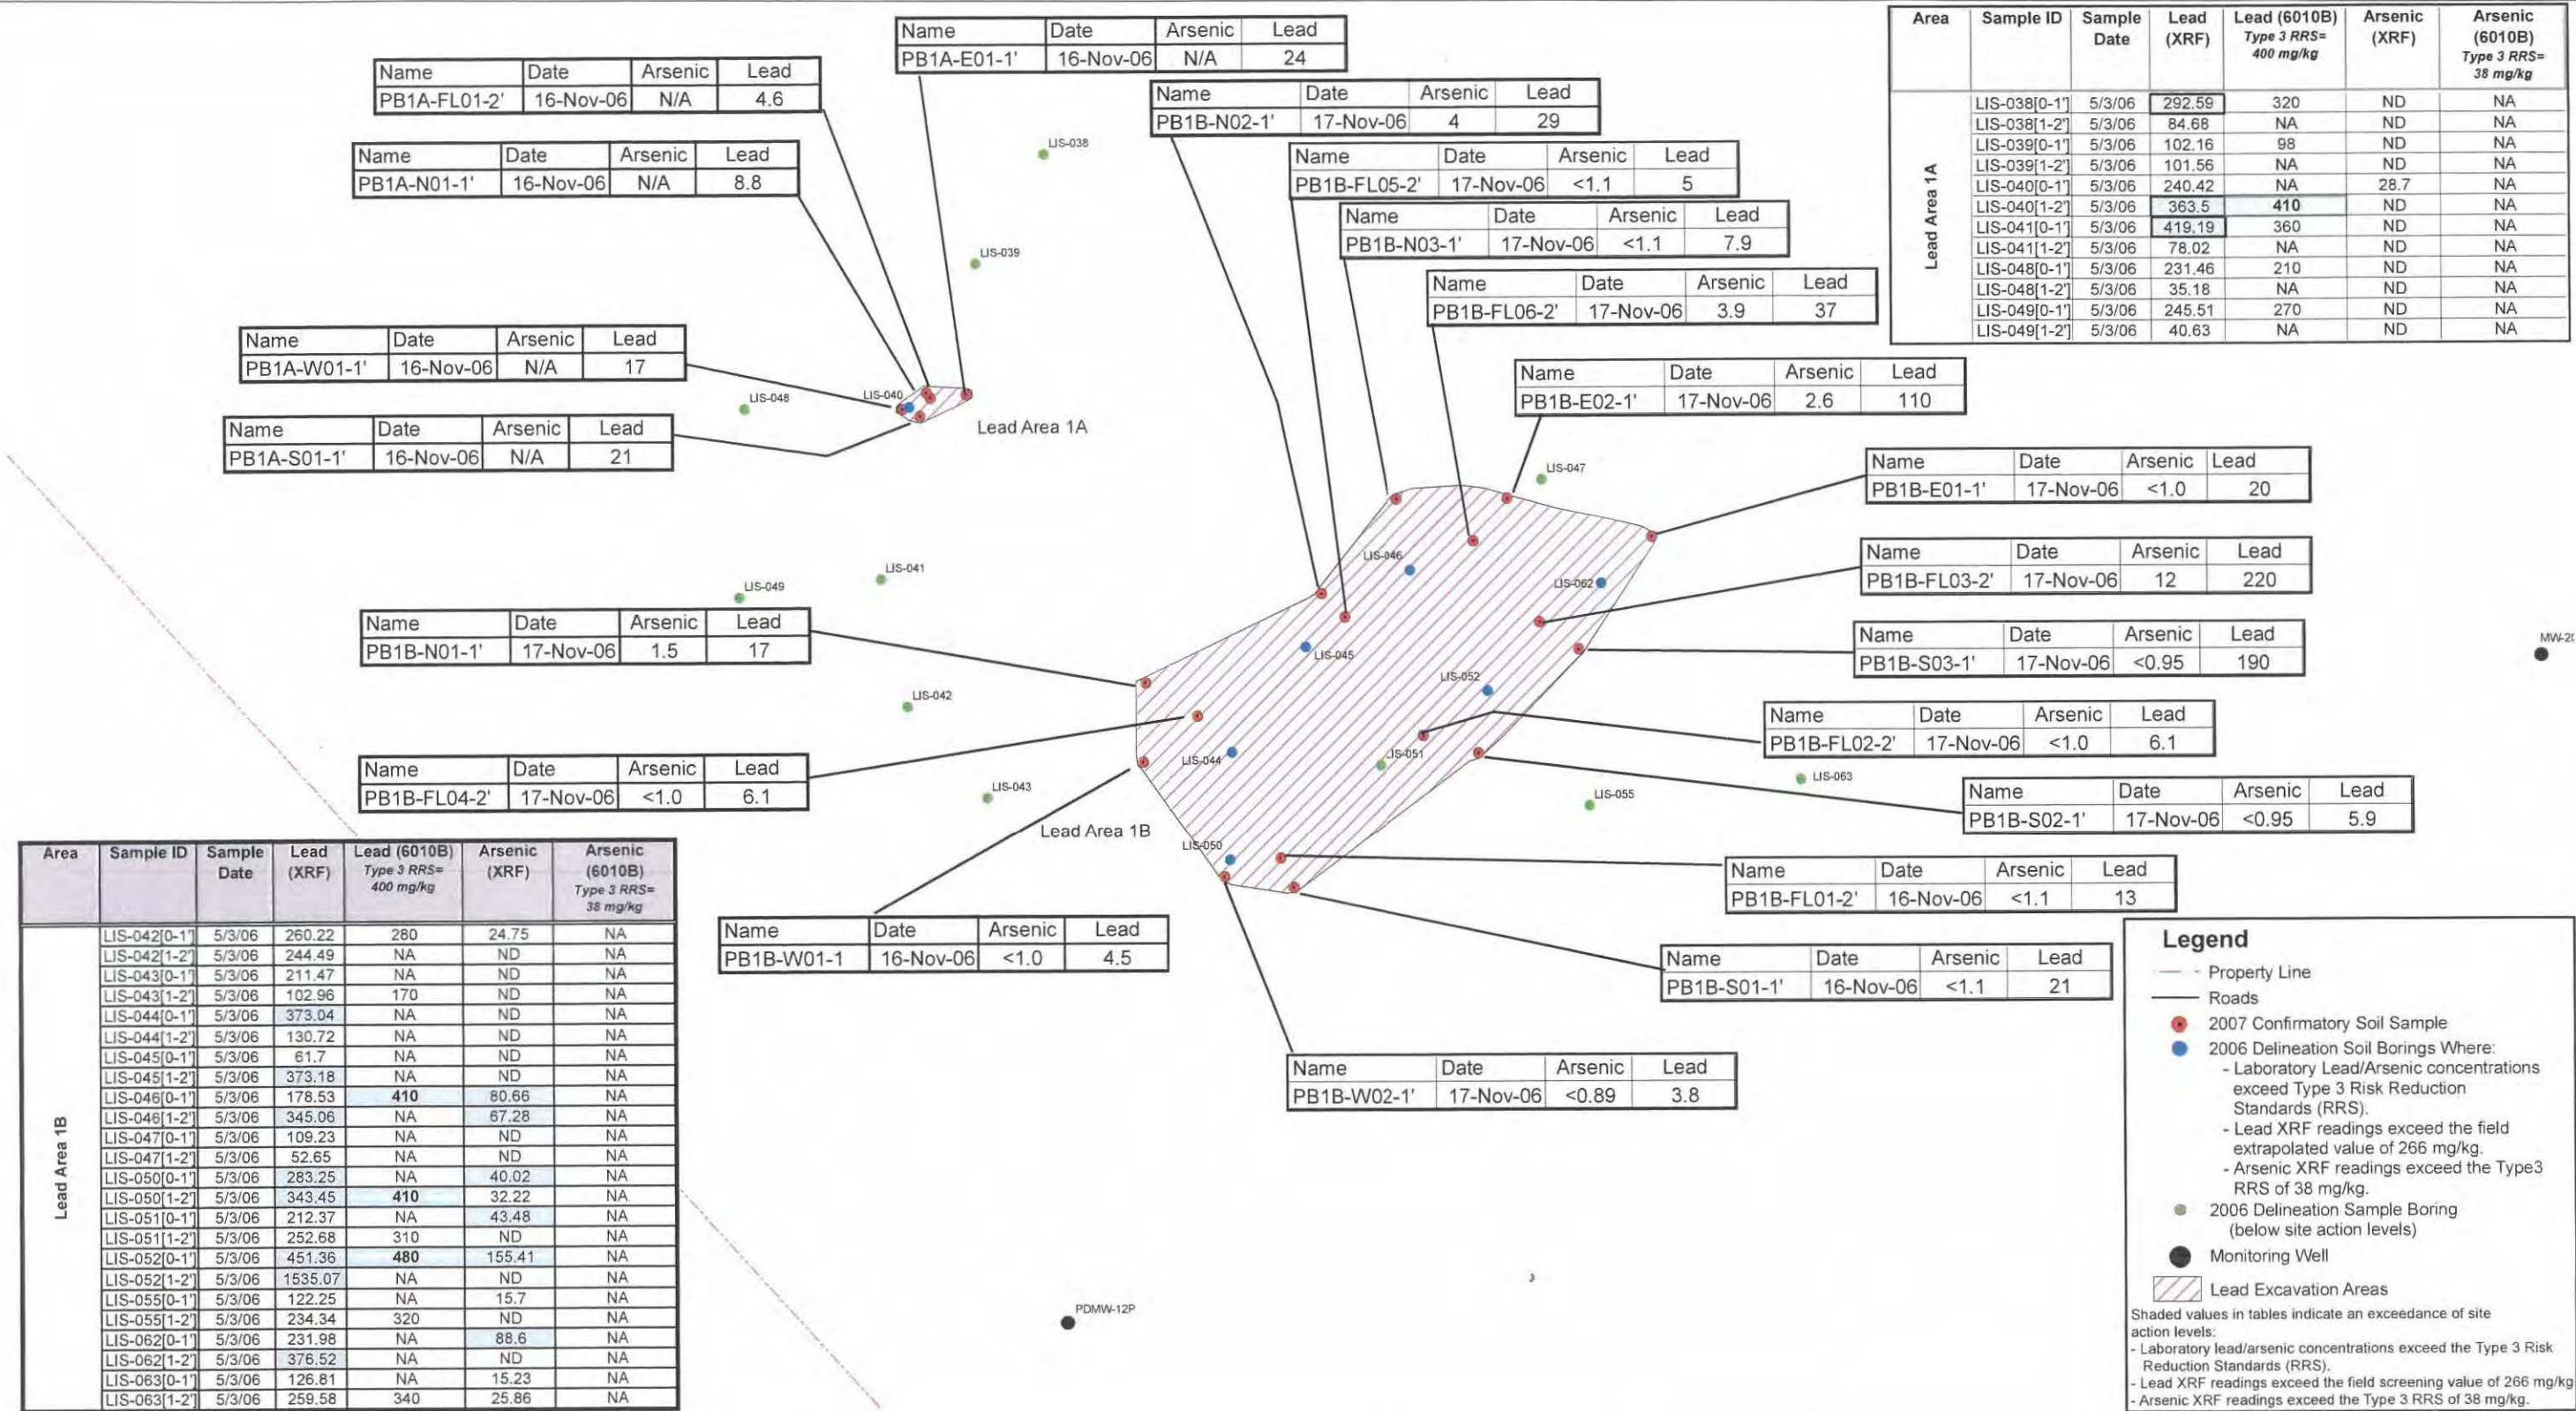 Name Date Arsenic Lead
PB1A-E01-1' 16-Nov-06 N/A 24
Name Date Arsenic Lead
PB1A-FL01-2' 16-Nov-06 N/A 4.6
Name Date Arsenic Lead
PB1B-N02-1' 17-Nov-06 4 29
Name Date Arsenic Lead
PB1A-N01-1' 16-Nov-06 N/A 8.8
Name Date Arsenic Lead
PB1B-FL05-2' 17-Nov-06 <1.1 5
Name Date Arsenic Lead
PB1B-N03-1' 17-Nov-06 <1.1 7.9
Name Date Arsenic Lead
PB1B-FL06-2' 17-Nov-06 3.9 37
Name Date Arsenic Lead
PB1A-W01-1' 16-Nov-06 N/A 17
Name Date Arsenic Lead
PB1B-E02-1' 17-Nov-06 2.6 110
Name Date Arsenic Lead
PB1A-S01-1' 16-Nov-06 N/A 21
LIS-038
LIS-039
LIS-048
LIS-040
Lead Area 1A
Area Sample ID Sample Date Lead (XRF) Lead (6010B) Type 3 RRS= 400 mg/kg Arsenic (XRF) Arsenic (6010B) Type 3 RRS= 38 mg/kg
Lead Area 1A
LIS-038[0-1'] 5/3/06 292.59 320 ND NA
LIS-038[1-2'] 5/3/06 84.68 NA ND NA
LIS-039[0-1'] 5/3/06 102.16 98 ND NA
LIS-039[1-2'] 5/3/06 101.56 NA ND NA
LIS-040[0-1'] 5/3/06 240.42 NA 28.7 NA
LIS-040[1-2'] 5/3/06 363.5 410 ND NA
LIS-041[0-1'] 5/3/06 419.19 360 ND NA
LIS-041[1-2'] 5/3/06 78.02 NA ND NA
LIS-048[0-1'] 5/3/06 231.46 210 ND NA
LIS-048[1-2'] 5/3/06 35.18 NA ND NA
LIS-049[0-1'] 5/3/06 245.51 270 ND NA
LIS-049[1-2'] 5/3/06 40.63 NA ND NA
LIS-047
Name Date Arsenic Lead
PB1B-E01-1' 17-Nov-06 <1.0 20
Name Date Arsenic Lead
PB1B-FL03-2' 17-Nov-06 12 220
LIS-046
LIS-062
LIS-041
LIS-049
Name Date Arsenic Lead
PB1B-N01-1' 17-Nov-06 1.5 17
Name Date Arsenic Lead
PB1B-S03-1' 17-Nov-06 <0.95 190
LIS-045
LIS-052
LIS-042
Name Date Arsenic Lead
PB1B-FL02-2' 17-Nov-06 <1.0 6.1
LIS-051
LIS-044
Name Date Arsenic Lead
PB1B-FL04-2' 17-Nov-06 <1.0 6.1
LIS-043
LIS-055
LIS-063
Name Date Arsenic Lead
PB1B-S02-1' 17-Nov-06 <0.95 5.9
Lead Area 1B
LIS-050
Name Date Arsenic Lead
PB1B-FL01-2' 16-Nov-06 <1.1 13
Name Date Arsenic Lead
PB1B-W01-1 16-Nov-06 <1.0 4.5
Name Date Arsenic Lead
PB1B-S01-1' 16-Nov-06 <1.1 21
Name Date Arsenic Lead
PB1B-W02-1' 17-Nov-06 <0.89 3.8
PDMW-12P
Area Sample ID Sample Date Lead (XRF) Lead (6010B) Type 3 RRS= 400 mg/kg Arsenic (XRF) Arsenic (6010B) Type 3 RRS= 38 mg/kg
Lead Area 1B
LIS-042[0-1'] 5/3/06 260.22 280 24.75 NA
LIS-042[1-2'] 5/3/06 244.49 NA ND NA
LIS-043[0-1'] 5/3/06 211.47 NA ND NA
LIS-043[1-2'] 5/3/06 102.96 170 ND NA
LIS-044[0-1'] 5/3/06 373.04 NA ND NA
LIS-044[1-2'] 5/3/06 130.72 NA ND NA
LIS-045[0-1'] 5/3/06 61.7 NA ND NA
LIS-045[1-2'] 5/3/06 373.18 NA ND NA
LIS-046[0-1'] 5/3/06 178.53 410 80.66 NA
LIS-046[1-2'] 5/3/06 345.06 NA 67.28 NA
LIS-047[0-1'] 5/3/06 109.23 NA ND NA
LIS-047[1-2'] 5/3/06 52.65 NA ND NA
LIS-050[0-1'] 5/3/06 283.25 NA 40.02 NA
LIS-050[1-2'] 5/3/06 343.45 410 32.22 NA
LIS-051[0-1'] 5/3/06 212.37 NA 43.48 NA
LIS-051[1-2'] 5/3/06 252.68 310 ND NA
LIS-052[0-1'] 5/3/06 451.36 480 155.41 NA
LIS-052[1-2'] 5/3/06 1535.07 NA ND NA
LIS-055[0-1'] 5/3/06 122.25 NA 15.7 NA
LIS-055[1-2'] 5/3/06 234.34 320 ND NA
LIS-062[0-1'] 5/3/06 231.98 NA 88.6 NA
LIS-062[1-2'] 5/3/06 376.52 NA ND NA
LIS-063[0-1'] 5/3/06 126.81 NA 15.23 NA
LIS-063[1-2'] 5/3/06 259.58 340 25.86 NA
Legend
Property Line
Roads
2007 Confirmatory Soil Sample
2006 Delineation Soil Borings Where:
- Laboratory Lead/Arsenic concentrations
exceed Type 3 Risk Reduction
Standards (RRS).
- Lead XRF readings exceed the field
extrapolated value of 266 mg/kg.
- Arsenic XRF readings exceed the Type3
RRS of 38 mg/kg.
2006 Delineation Sample Boring
(below site action levels)
Monitoring Well
Lead Excavation Areas
Shaded values in tables indicate an exceedance of site
action levels:
- Laboratory lead/arsenic concentrations exceed the Type 3 Risk
Reduction Standards (RRS).
- Lead XRF readings exceed the field screening value of 266 mg/kg
- Arsenic XRF readings exceed the Type 3 RRS of 38 mg/kg.